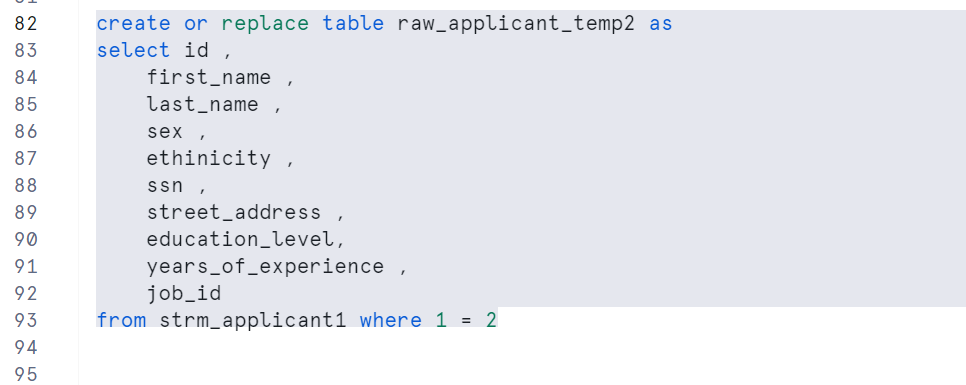 82 create or replace table raw_applicant_temp2 as
83 select id ,
84 first_name ,
85 last_name ,
86 sex ,
87 ethinicity ,
88 ssn ,
89 street_address ,
90 education_level,
91 years_of_experience ,
92 job_id
93 from strm_applicant1 where 1 = 2
94
95